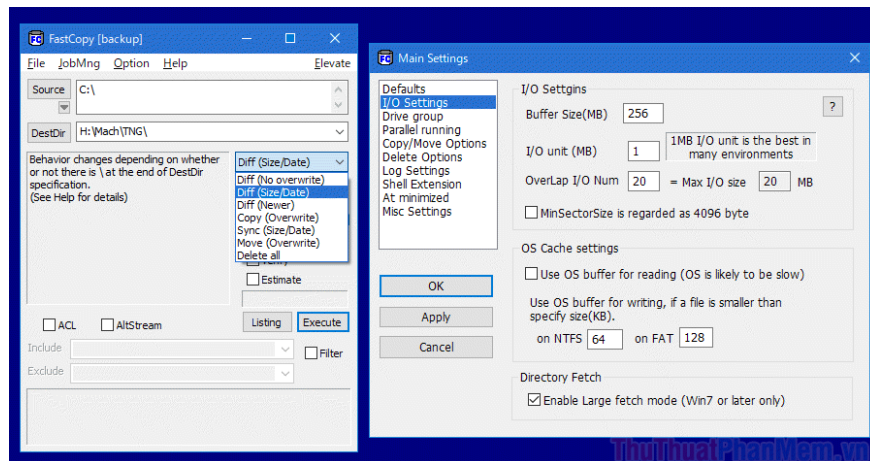 FastCopy [backup]
File JobMng Option Help Elevate
Source C:\
DestDir H:\Mach\TNG\
Behavior changes depending on whether
or not there is \ at the end of DestDir
specification.
(See Help for details)
Diff (Size/Date)
Diff (No overwrite)
Diff (Size/Date)
Diff (Newer)
Copy (Overwrite)
Sync (Size/Date)
Move (Overwrite)
Delete all
Estimate
ACL AltStream Listing Execute
Include Filter
Exclude
Main Settings
Defaults
I/O Settings
Drive group
Parallel running
Copy/Move Options
Delete Options
Log Settings
Shell Extension
At minimized
Misc Settings
OK
Apply
Cancel
I/O Settgins
Buffer Size(MB) 256 ?
I/O unit (MB) 1 1MB I/O unit is the best in
many environments
OverLap I/O Num 20 = Max I/O size 20 MB
MinSectorSize is regarded as 4096 byte
OS Cache settings
Use OS buffer for reading (OS is likely to be slow)
Use OS buffer for writing, if a file is smaller than
specify size(KB).
on NTFS 64 on FAT 128
Directory Fetch
Enable Large fetch mode (Win7 or later only)
ThuThuatPhanMem.vn